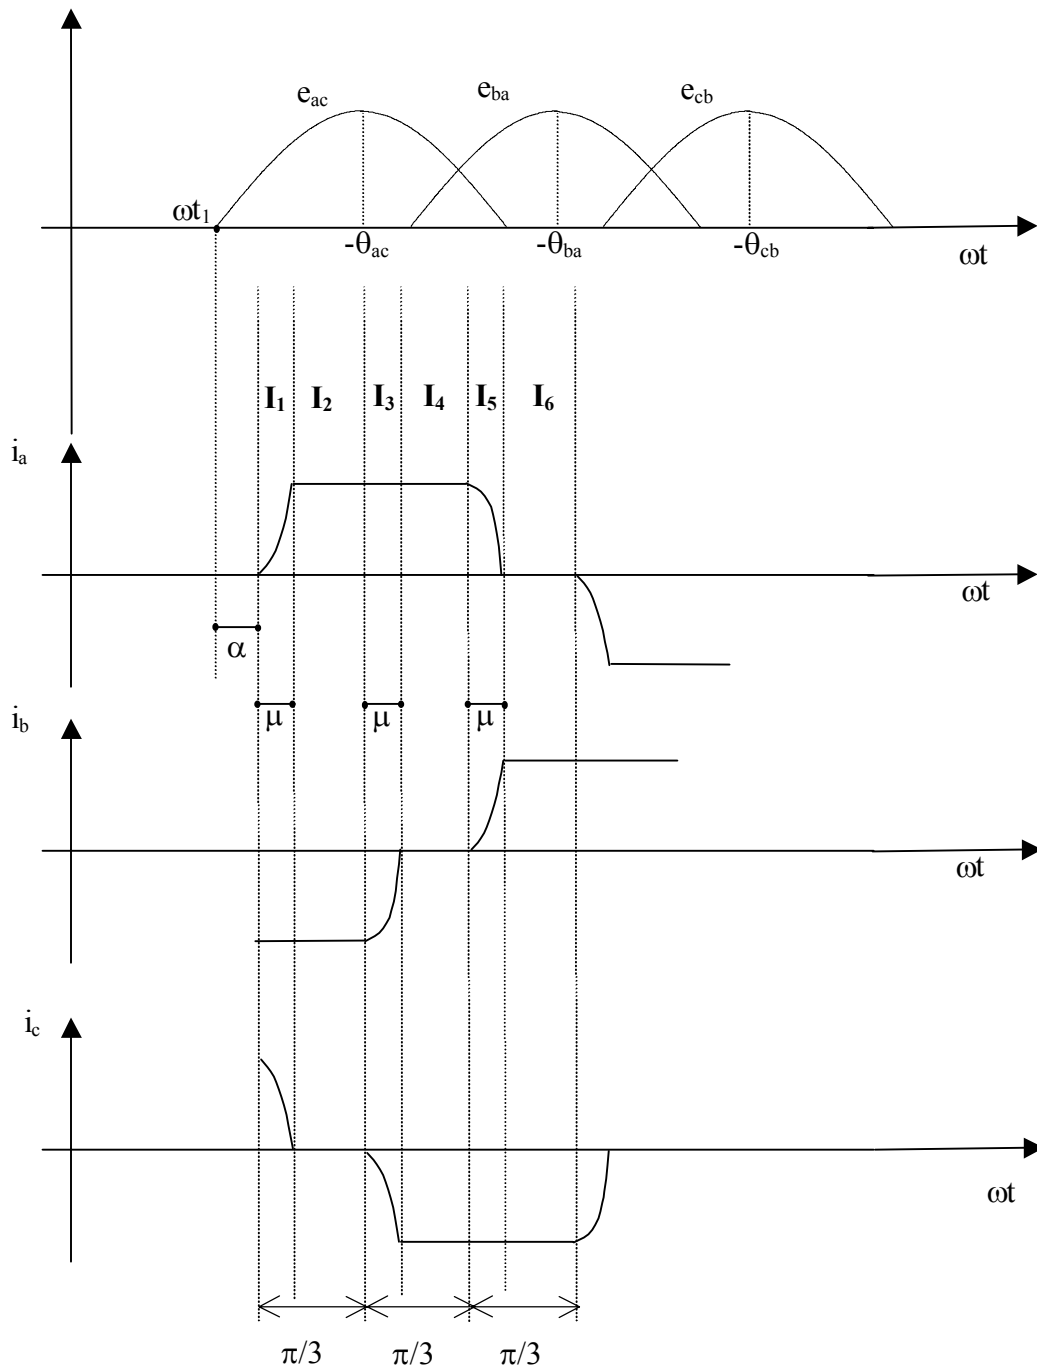 e_ac e_ba e_cb
ωt_1
-θ_ac -θ_ba -θ_cb
ωt
I_1 I_2 I_3 I_4 I_5 I_6
i_a
ωt
α
μ μ μ
i_b
ωt
i_c
ωt
π/3 π/3 π/3